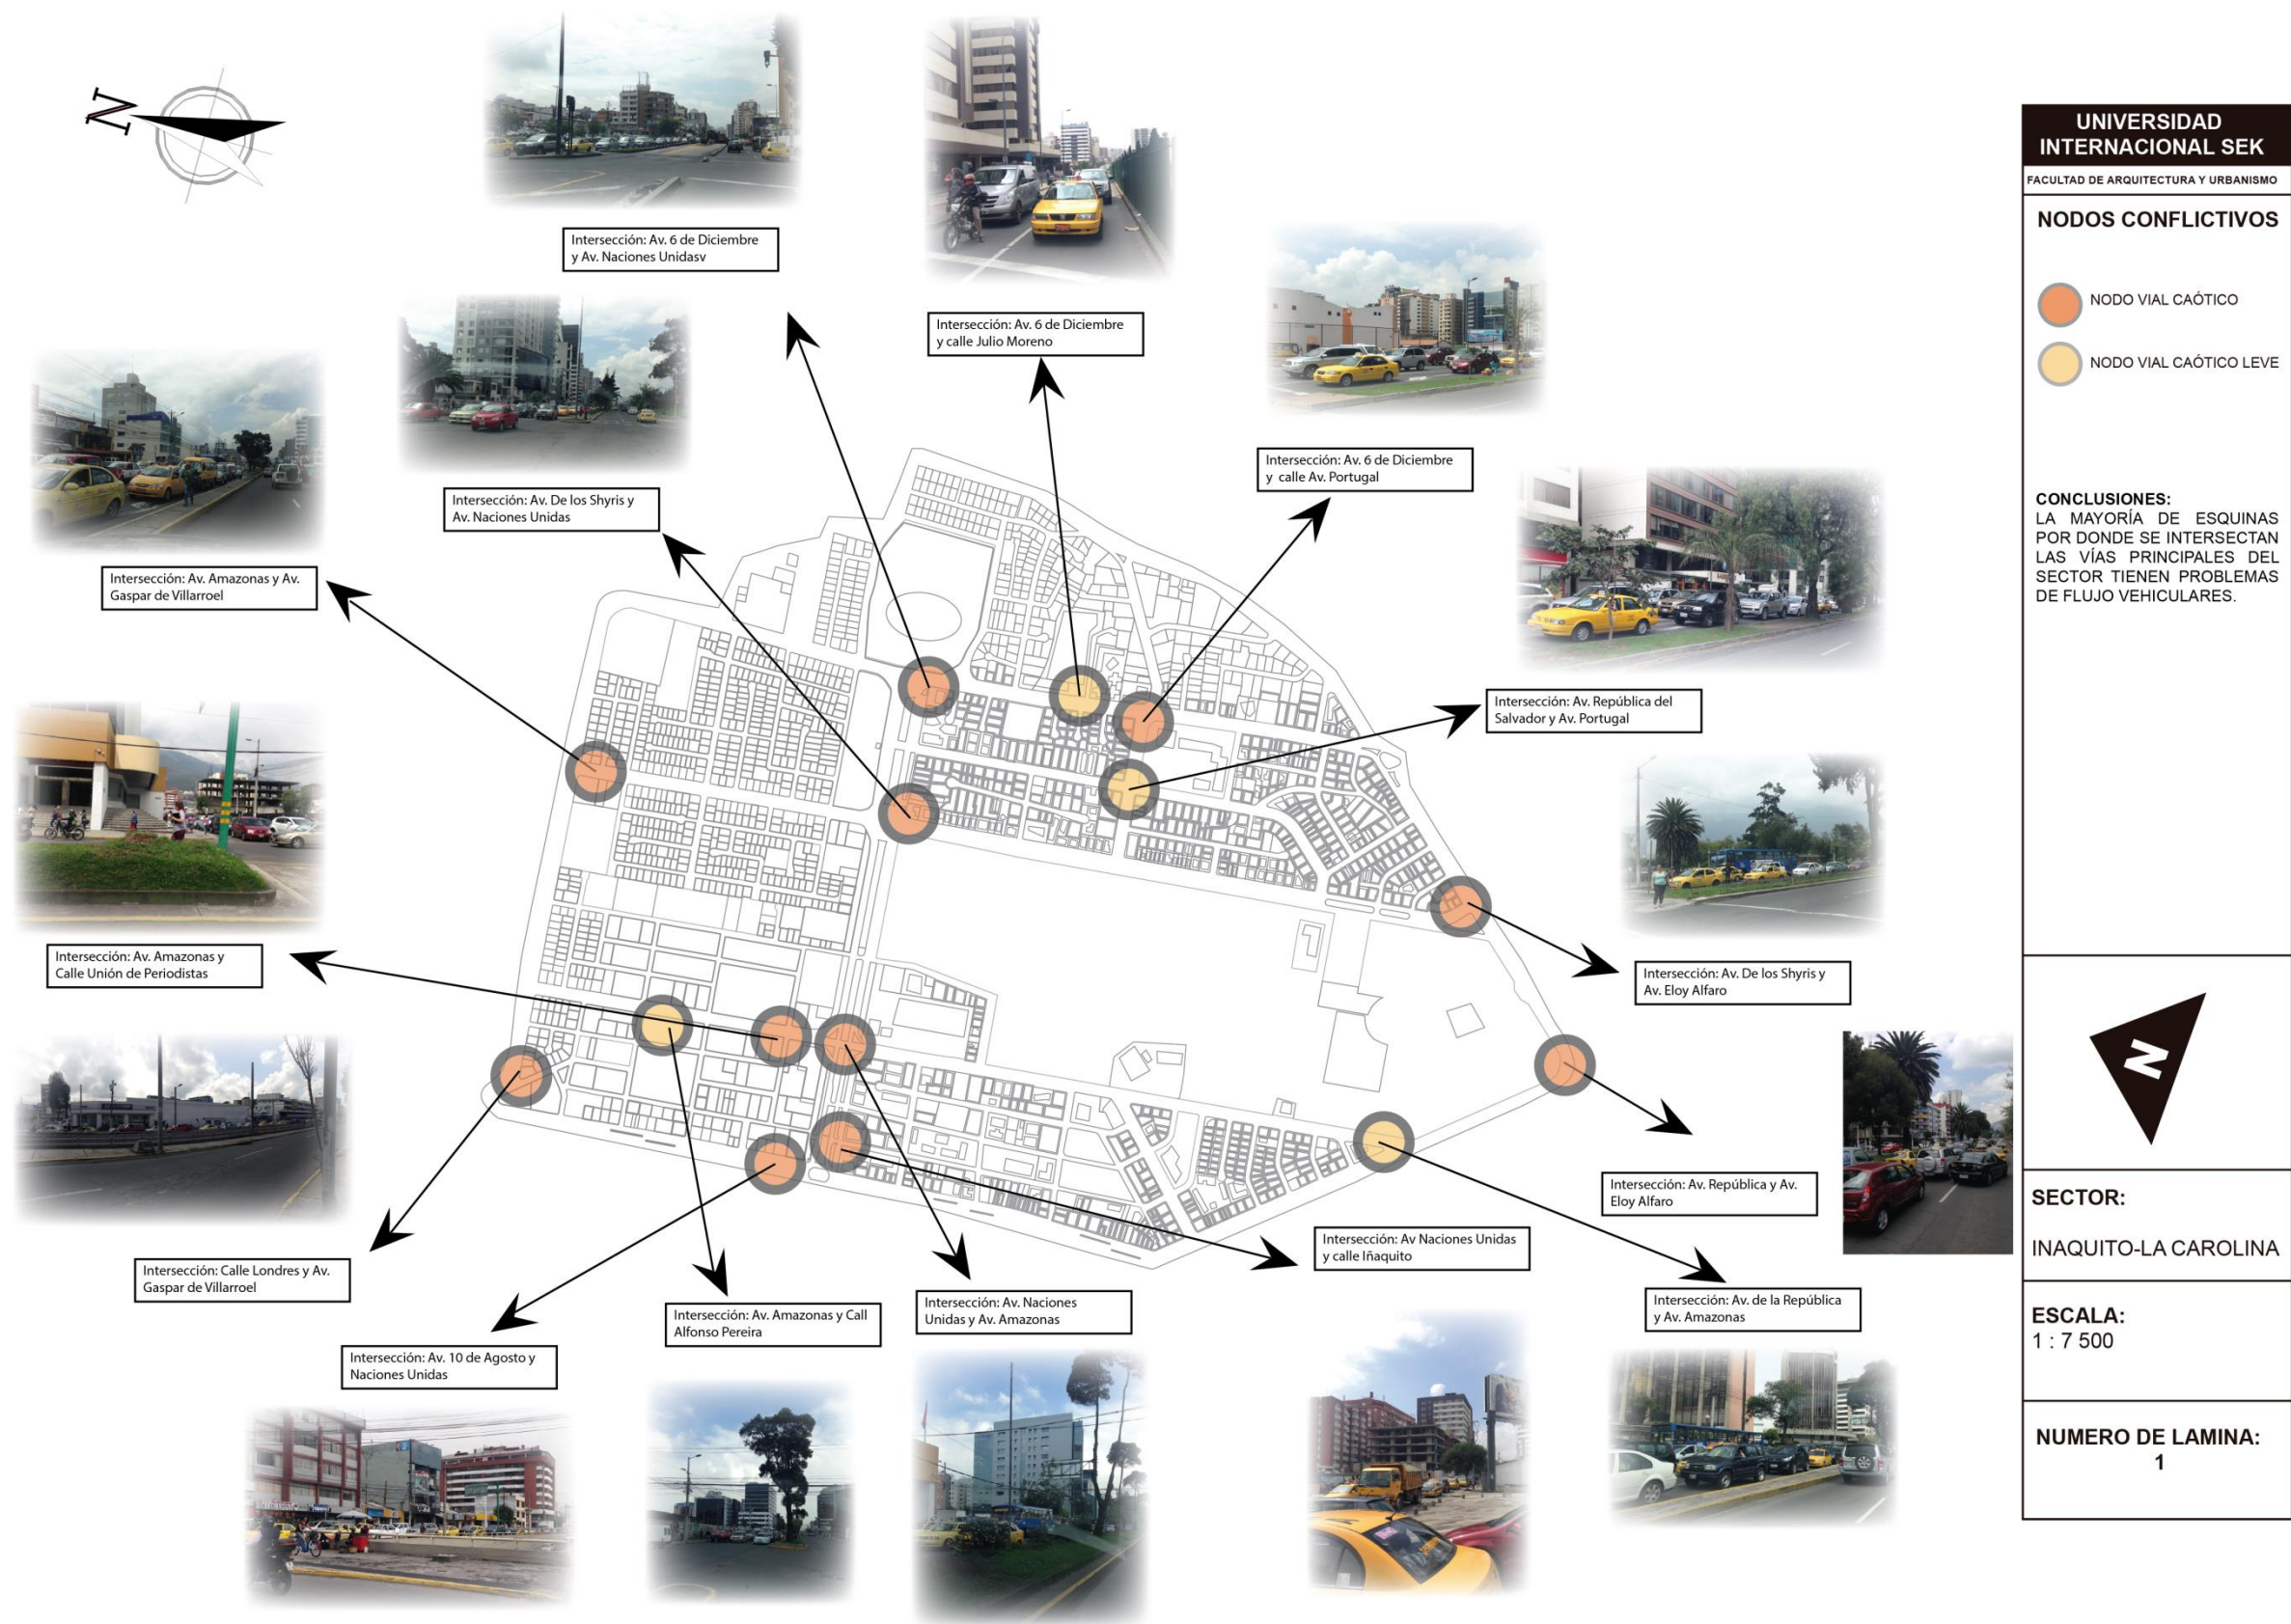 N
Intersección: Av. 6 de Diciembre
y Av. Naciones Unidasv
Intersección: Av. 6 de Diciembre
y calle Julio Moreno
Intersección: Av. 6 de Diciembre
y calle Av. Portugal
Intersección: Av. De los Shyris y
Av. Naciones Unidas
Intersección: Av. Amazonas y Av.
Gaspar de Villarroel
Intersección: Av. República del
Salvador y Av. Portugal
Intersección: Av. Amazonas y
Calle Unión de Periodistas
Intersección: Av. De los Shyris y
Av. Eloy Alfaro
Intersección: Av. República y Av.
Eloy Alfaro
Intersección: Av Naciones Unidas
y calle Iñaquito
Intersección: Calle Londres y Av.
Gaspar de Villarroel
Intersección: Av. de la República
y Av. Amazonas
Intersección: Av. Naciones
Unidas y Av. Amazonas
Intersección: Av. Amazonas y Call
Alfonso Pereira
Intersección: Av. 10 de Agosto y
Naciones Unidas
UNIVERSIDAD
INTERNACIONAL SEK
FACULTAD DE ARQUITECTURA Y URBANISMO
NODOS CONFLICTIVOS
NODO VIAL CAÓTICO
NODO VIAL CAÓTICO LEVE
CONCLUSIONES:
LA MAYORÍA DE ESQUINAS
POR DONDE SE INTERSECTAN
LAS VÍAS PRINCIPALES DEL
SECTOR TIENEN PROBLEMAS
DE FLUJO VEHICULARES.
N
SECTOR:
INAQUITO-LA CAROLINA
ESCALA:
1 : 7 500
NUMERO DE LAMINA:
1